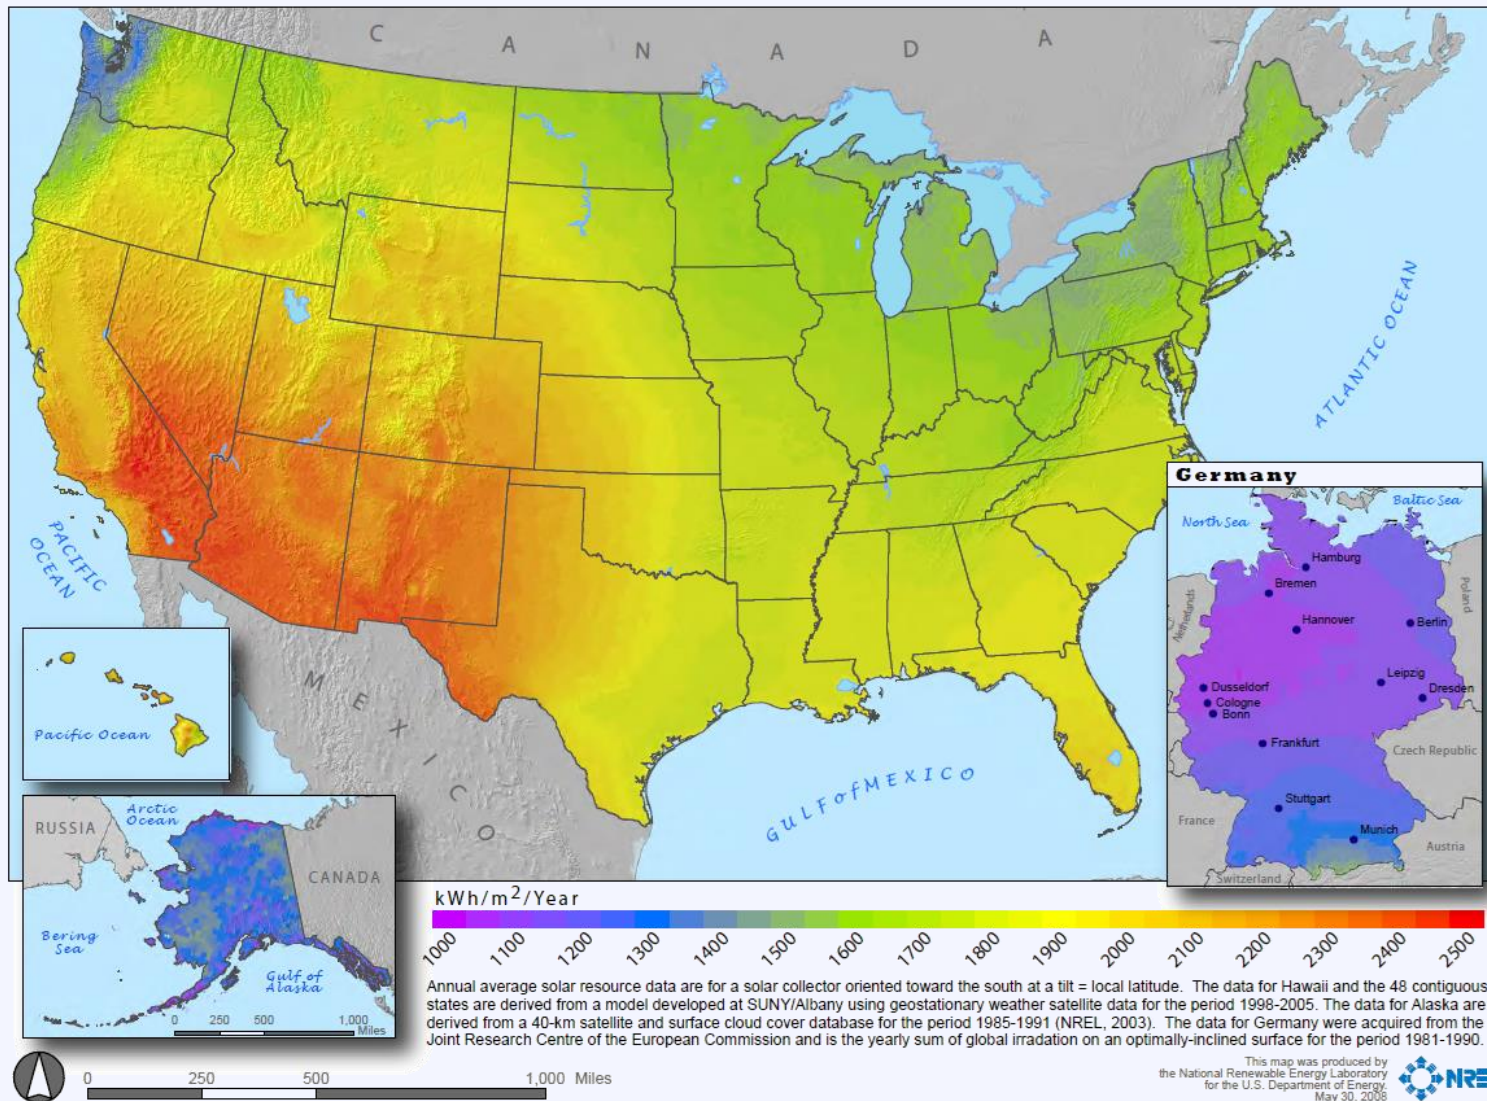 C A N A D A
ATLANTIC OCEAN
PACIFIC
OCEAN
MEXICO
GULF of MEXICO
Pacific Ocean
Arctic
Ocean
RUSSIA
CANADA
Bering
Sea
Gulf of
Alaska
0 250 500 1,000
Miles
Germany
Baltic Sea
North Sea
Hamburg
Bremen
Netherlands
Poland
Hannover
Berlin
Leipzig
Dusseldorf
Dresden
Cologne
Bonn
Frankfurt
Czech Republic
Stuttgart
France
Munich
Austria
Switzerland
kWh/m²/Year
1000 1100 1200 1300 1400 1500 1600 1700 1800 1900 2000 2100 2200 2300 2400 2500
Annual average solar resource data are for a solar collector oriented toward the south at a tilt = local latitude. The data for Hawaii and the 48 contiguous
states are derived from a model developed at SUNY/Albany using geostationary weather satellite data for the period 1998-2005. The data for Alaska are
derived from a 40-km satellite and surface cloud cover database for the period 1985-1991 (NREL, 2003). The data for Germany were acquired from the
Joint Research Centre of the European Commission and is the yearly sum of global irradation on an optimally-inclined surface for the period 1981-1990.
0 250 500 1,000 Miles
This map was produced by
the National Renewable Energy Laboratory
for the U.S. Department of Energy.
May 30, 2008
NRE